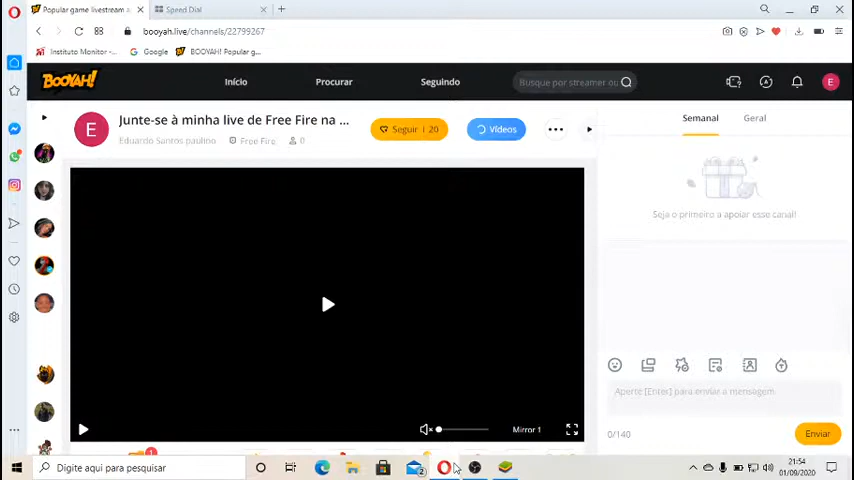 Popular game livestream a
Speed Dial
booyah.live/channels/22799267
Instituto Monitor -...
Google
BOOYAH! Popular g...
BOOYAH!
Início
Procurar
Seguindo
Busque por streamer ou
E
E
Junte-se à minha live de Free Fire na ...
Seguir | 20
Vídeos
Eduardo Santos paulino
Free Fire
0
Semanal
Geral
Seja o primeiro a apoiar esse canal!
Mirror 1
Aperte [Enter] para enviar a mensagem
0/140
Enviar
1
Digite aqui para pesquisar
2
21:54
01/09/2020